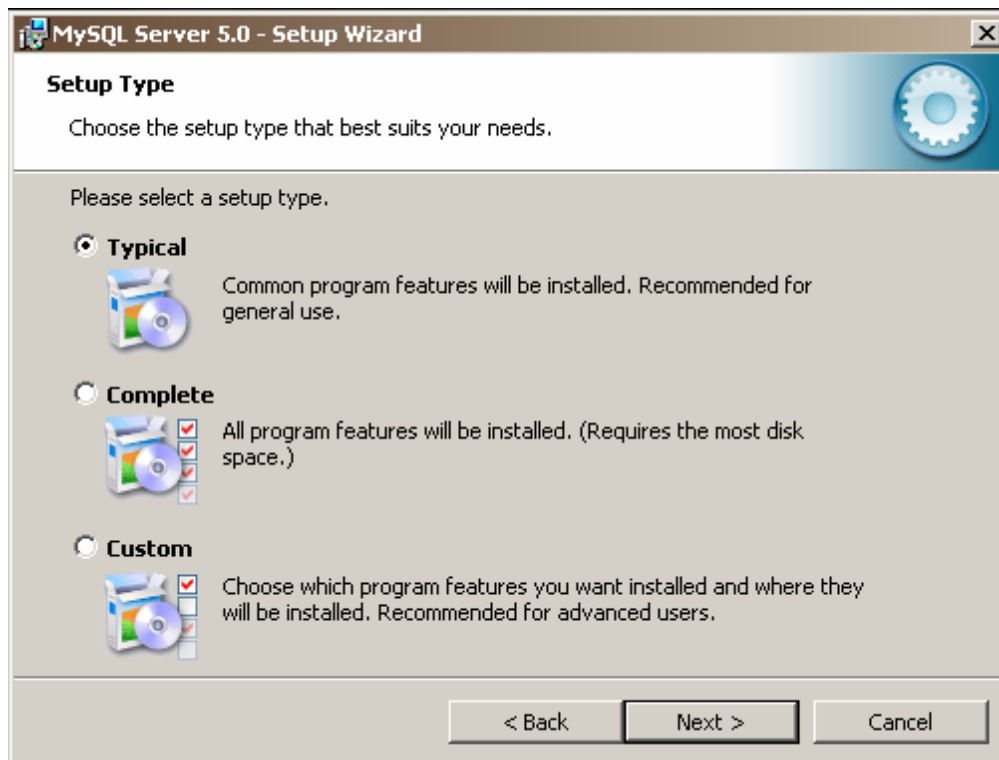 MySQL Server 5.0 - Setup Wizard
Setup Type
Choose the setup type that best suits your needs.
Please select a setup type.
Typical
Common program features will be installed. Recommended for
general use.
Complete
All program features will be installed. (Requires the most disk
space.)
Custom
Choose which program features you want installed and where they
will be installed. Recommended for advanced users.
< Back
Next >
Cancel